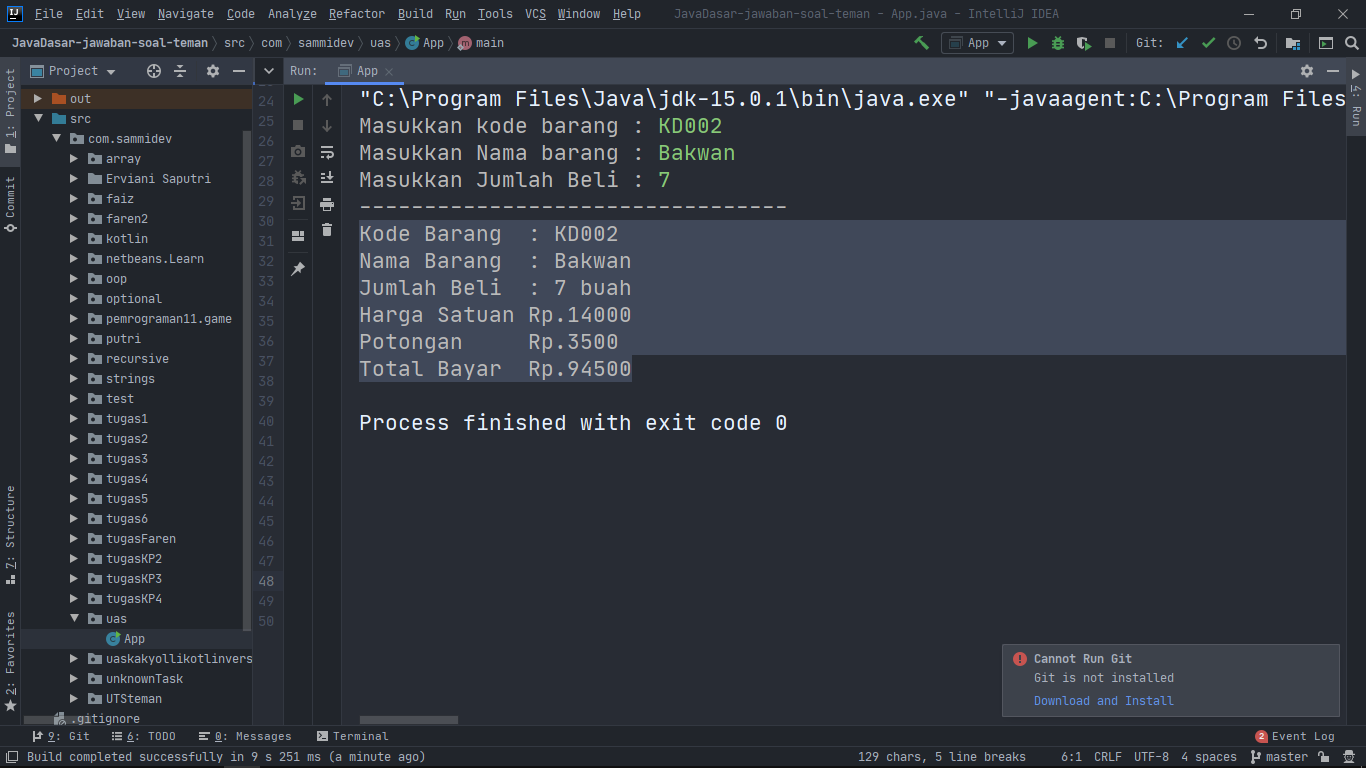 File Edit View Navigate Code Analyze Refactor Build Run Tools VCS Window Help JavaDasar-jawaban-soal-teman - App.java - IntelliJ IDEA
JavaDasar-jawaban-soal-teman src com sammidev uas App main App Git:
Project
out
src
com.sammidev
array
Erviani Saputri
faiz
faren2
kotlin
netbeans.Learn
oop
optional
pemrograman11.game
putri
recursive
strings
test
tugas1
tugas2
tugas3
tugas4
tugas5
tugas6
tugasFaren
tugasKP2
tugasKP3
tugasKP4
uas
App
uaskakyollikotlinvers
unknownTask
UTSteman
.gitignore
1: Project
Commit
7: Structure
2: Favorites
24
25
26
27
28
29
30
31
32
33
34
35
36
37
38
39
40
41
42
43
44
45
46
47
48
49
50
Run: App
"C:\Program Files\Java\jdk-15.0.1\bin\java.exe" "-javaagent:C:\Program Files
Masukkan kode barang : KD002
Masukkan Nama barang : Bakwan
Masukkan Jumlah Beli : 7
---------------------------------
Kode Barang  : KD002
Nama Barang  : Bakwan
Jumlah Beli  : 7 buah
Harga Satuan Rp.14000
Potongan     Rp.3500
Total Bayar  Rp.94500
Process finished with exit code 0
4: Run
Cannot Run Git
Git is not installed
Download and Install
9: Git 6: TODO 0: Messages Terminal 2 Event Log
Build completed successfully in 9 s 251 ms (a minute ago) 129 chars, 5 line breaks 6:1 CRLF UTF-8 4 spaces master